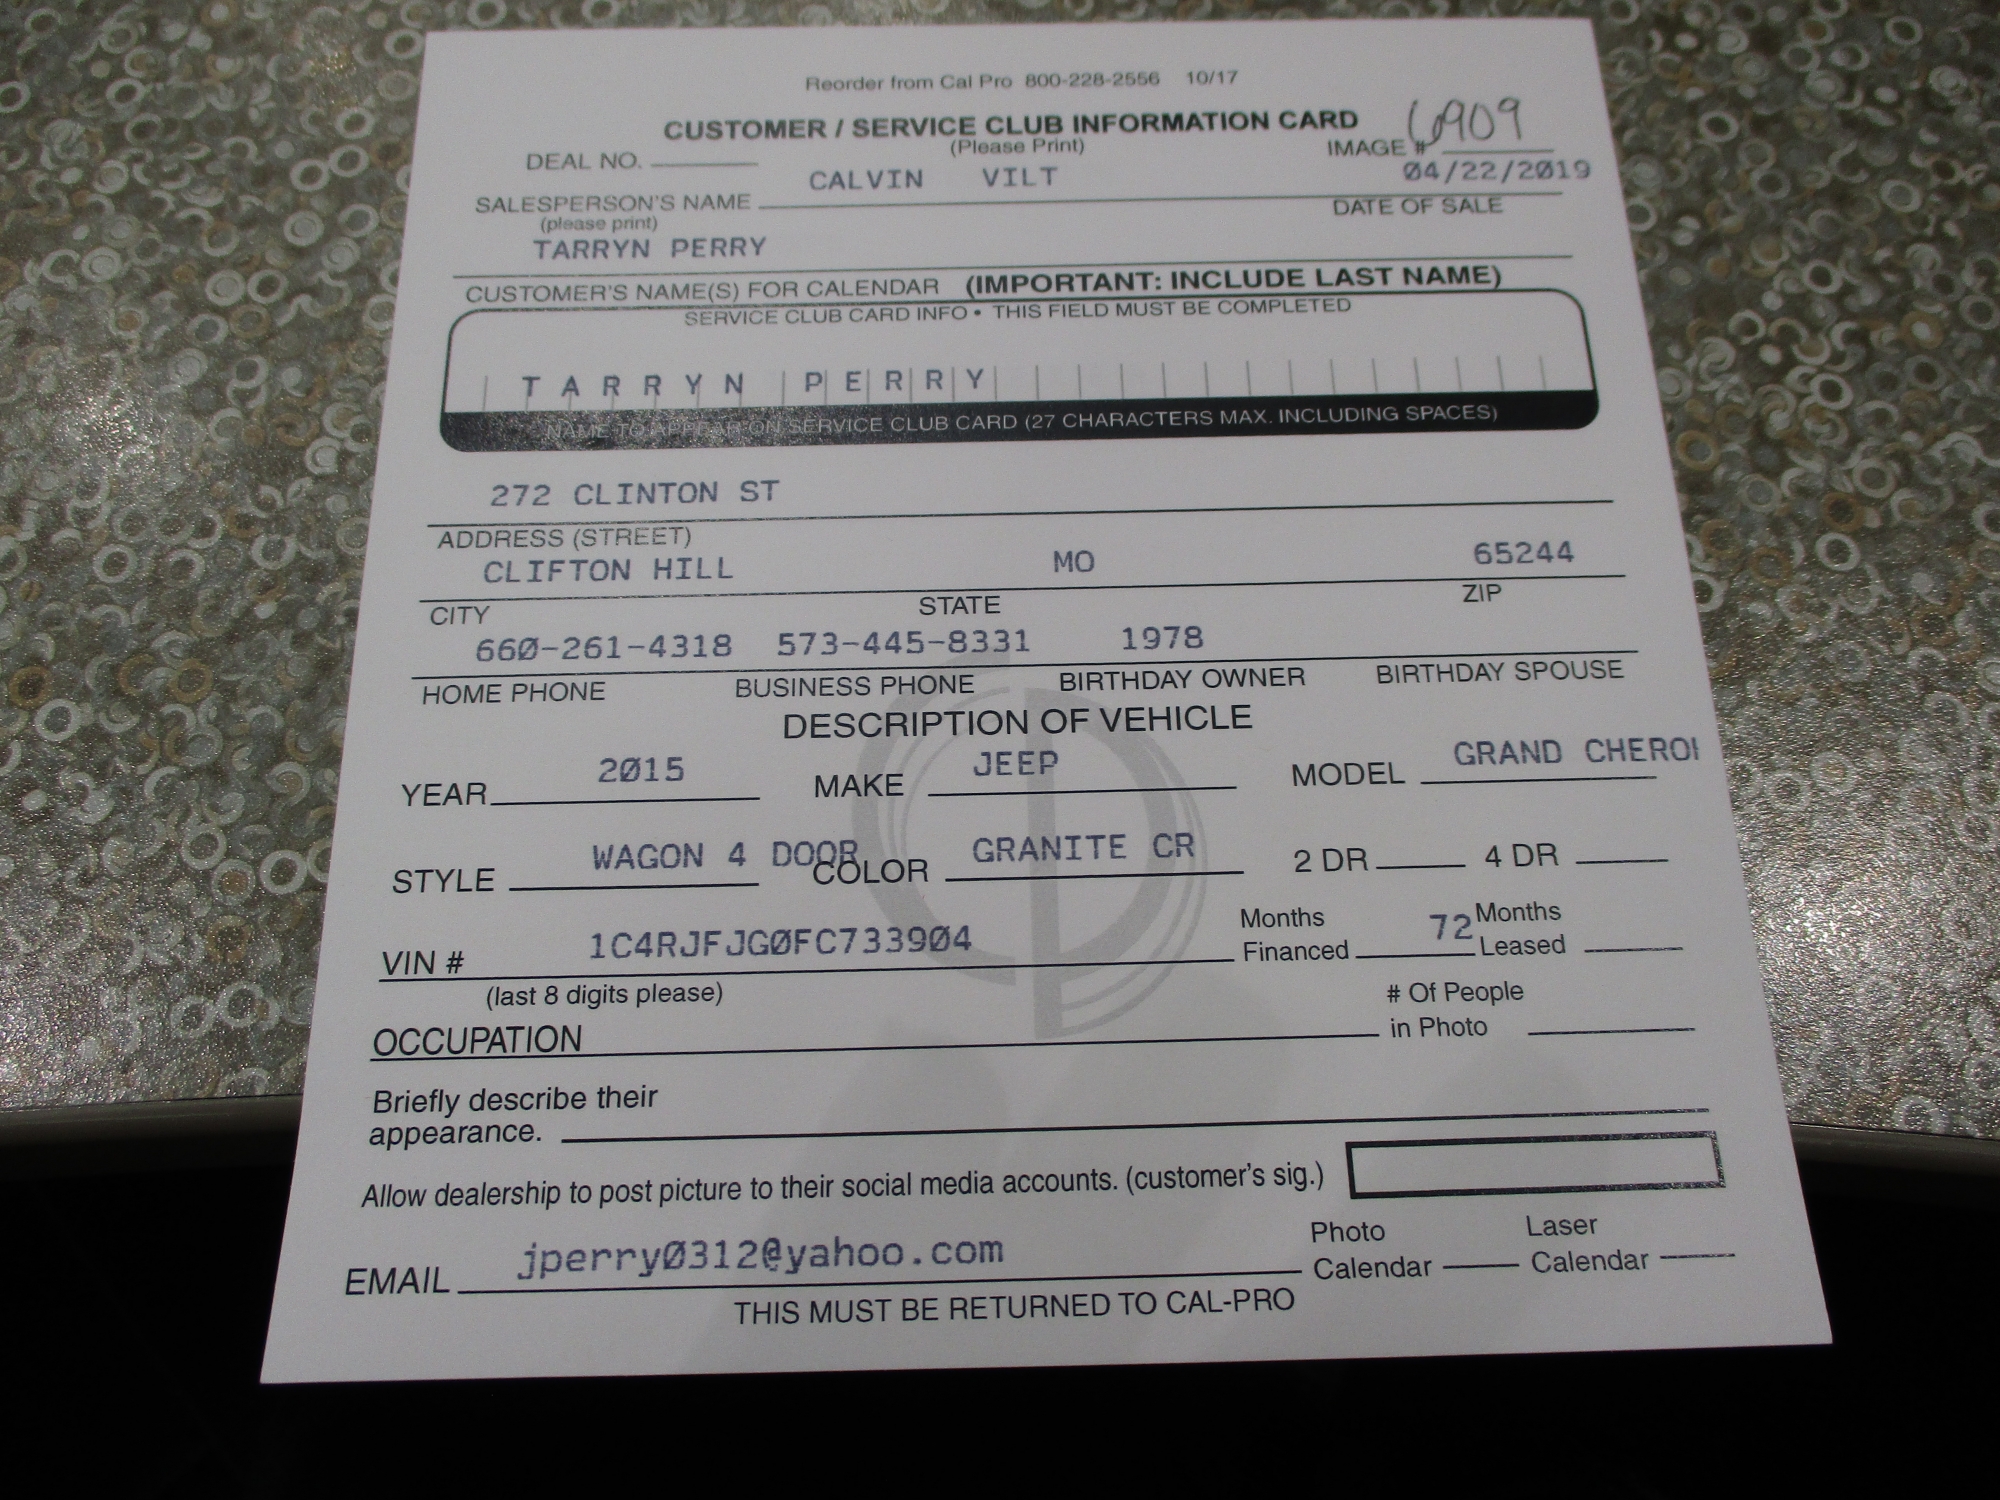 Reorder from Cal Pro 800-228-2556 10/17
CUSTOMER / SERVICE CLUB INFORMATION CARD
(Please Print)
DEAL NO.
IMAGE # 6909
CALVIN VILT
04/22/2019
SALESPERSON'S NAME
DATE OF SALE
(please print)
TARRYN PERRY
CUSTOMER'S NAME(S) FOR CALENDAR (IMPORTANT: INCLUDE LAST NAME)
SERVICE CLUB CARD INFO • THIS FIELD MUST BE COMPLETED
TARRYN PERRY
NAME TO APPEAR ON SERVICE CLUB CARD (27 CHARACTERS MAX. INCLUDING SPACES)
272 CLINTON ST
ADDRESS (STREET)
CLIFTON HILL MO 65244
CITY STATE ZIP
660-261-4318 573-445-8331 1978
HOME PHONE BUSINESS PHONE BIRTHDAY OWNER BIRTHDAY SPOUSE
DESCRIPTION OF VEHICLE
YEAR 2015 MAKE JEEP MODEL GRAND CHEROI
STYLE WAGON 4 DOOR COLOR GRANITE CR 2 DR 4 DR
VIN # 1C4RJFJG0FC733904 Months Financed 72 Months Leased
(last 8 digits please)
OCCUPATION # Of People in Photo
Briefly describe their
appearance.
Allow dealership to post picture to their social media accounts. (customer's sig.)
EMAIL jperry0312@yahoo.com Photo Calendar Laser Calendar
THIS MUST BE RETURNED TO CAL-PRO